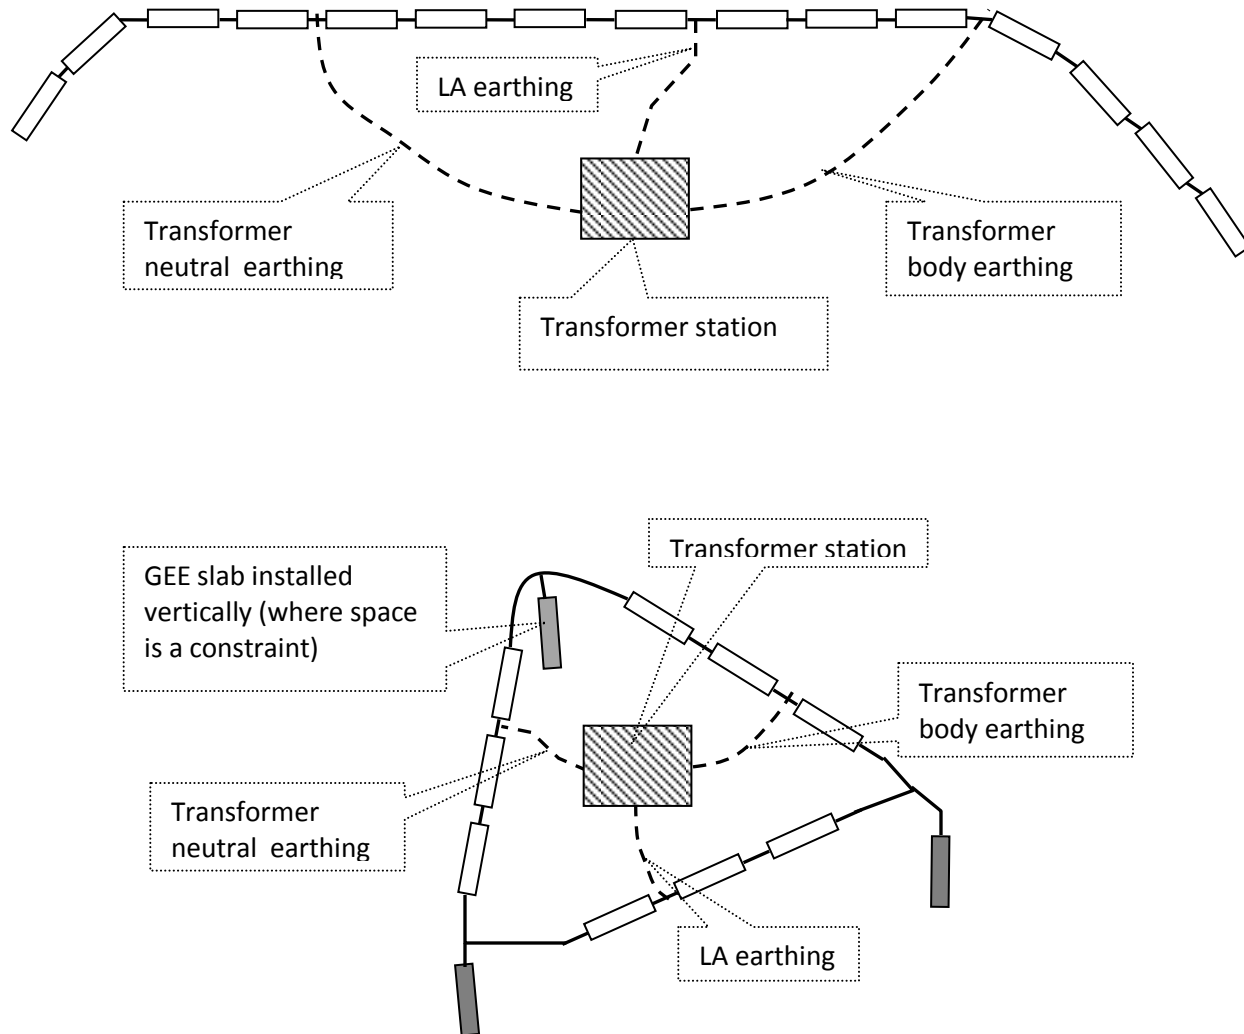 LA earthing
Transformer
neutral earthing
Transformer
body earthing
Transformer station
Transformer station
GEE slab installed
vertically (where space
is a constraint)
Transformer
body earthing
Transformer
neutral earthing
LA earthing